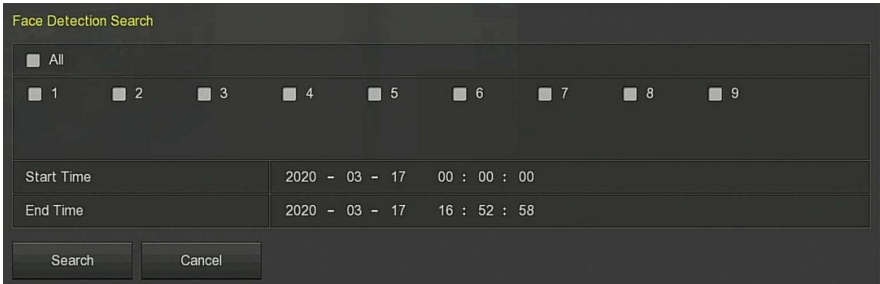 Face Detection Search
All
1 2 3 4 5 6 7 8 9
Start Time 2020 - 03 - 17 00 : 00 : 00
End Time 2020 - 03 - 17 16 : 52 : 58
Search Cancel